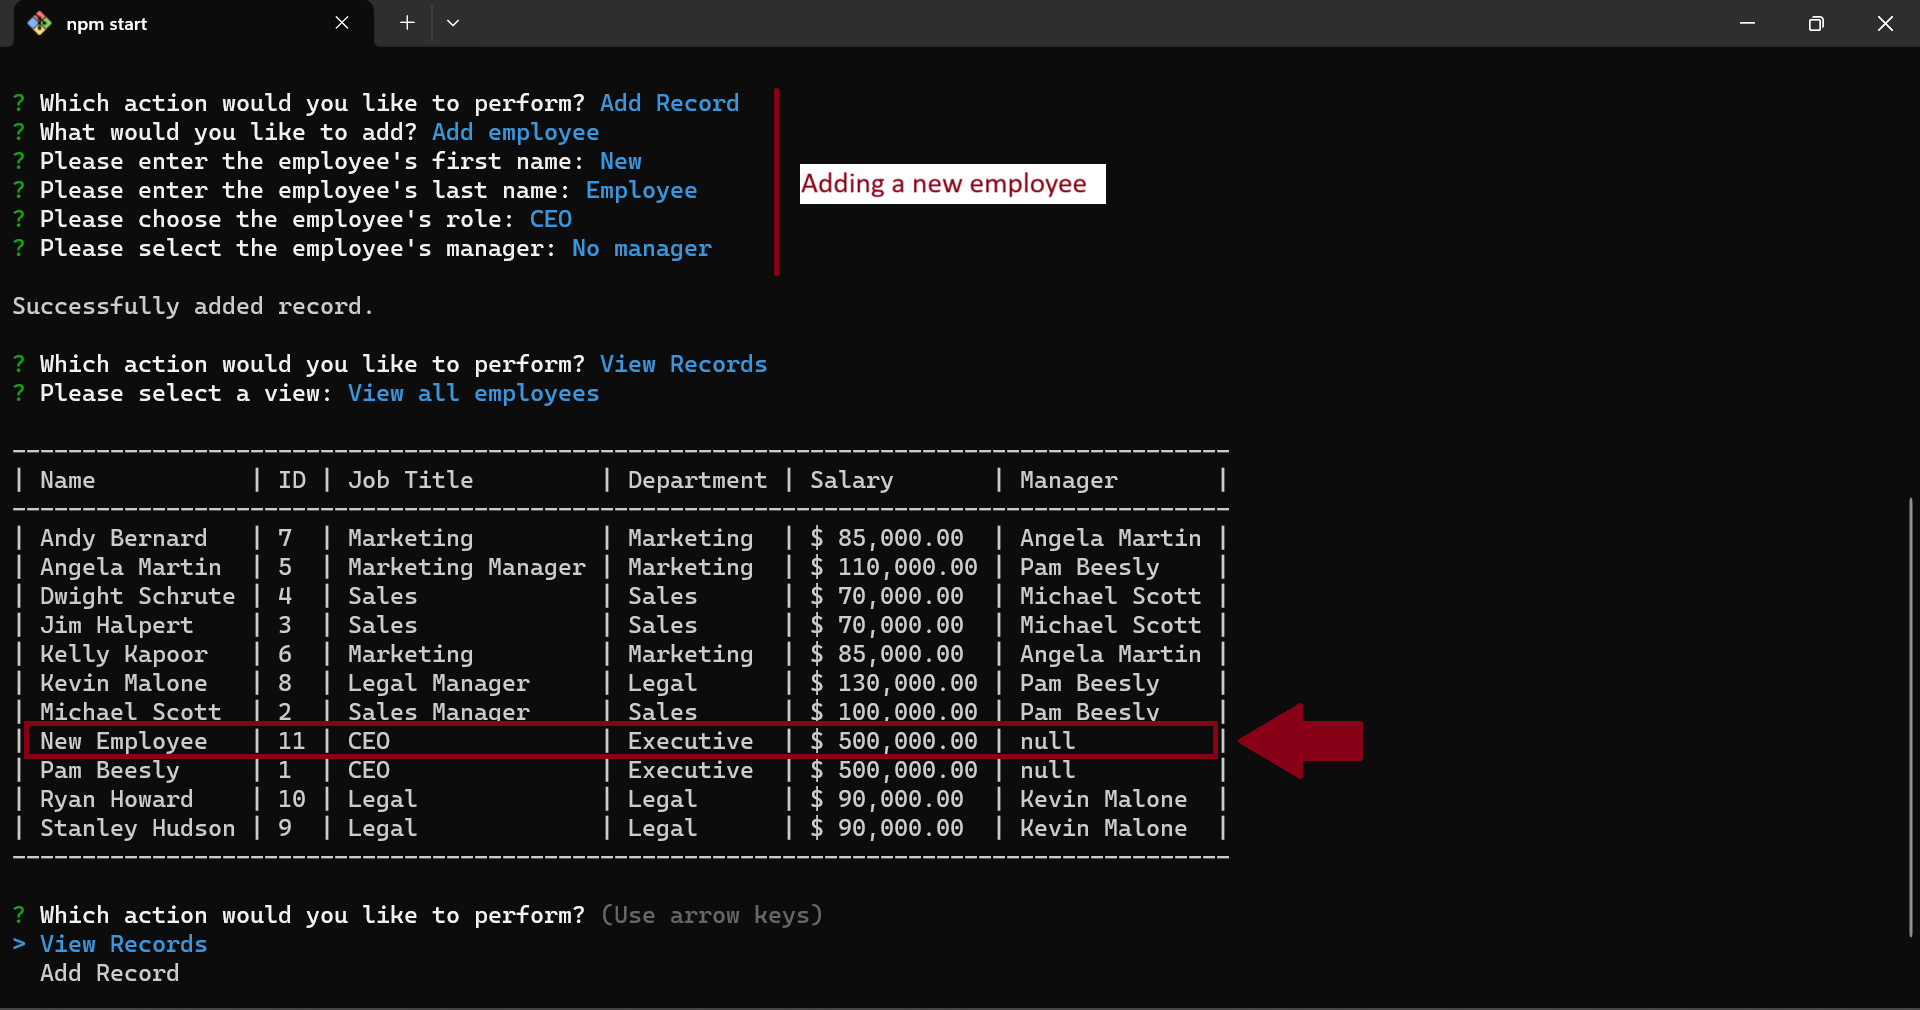 npm start
? Which action would you like to perform? Add Record
? What would you like to add? Add employee
? Please enter the employee's first name: New
? Please enter the employee's last name: Employee
? Please choose the employee's role: CEO
? Please select the employee's manager: No manager
Adding a new employee
Successfully added record.
? Which action would you like to perform? View Records
? Please select a view: View all employees
| Name | ID | Job Title | Department | Salary | Manager |
| Andy Bernard | 7 | Marketing | Marketing | $ 85,000.00 | Angela Martin |
| Angela Martin | 5 | Marketing Manager | Marketing | $ 110,000.00 | Pam Beesly |
| Dwight Schrute | 4 | Sales | Sales | $ 70,000.00 | Michael Scott |
| Jim Halpert | 3 | Sales | Sales | $ 70,000.00 | Michael Scott |
| Kelly Kapoor | 6 | Marketing | Marketing | $ 85,000.00 | Angela Martin |
| Kevin Malone | 8 | Legal Manager | Legal | $ 130,000.00 | Pam Beesly |
| Michael Scott | 2 | Sales Manager | Sales | $ 100,000.00 | Pam Beesly |
| New Employee | 11 | CEO | Executive | $ 500,000.00 | null |
| Pam Beesly | 1 | CEO | Executive | $ 500,000.00 | null |
| Ryan Howard | 10 | Legal | Legal | $ 90,000.00 | Kevin Malone |
| Stanley Hudson | 9 | Legal | Legal | $ 90,000.00 | Kevin Malone |
? Which action would you like to perform? (Use arrow keys)
> View Records
Add Record